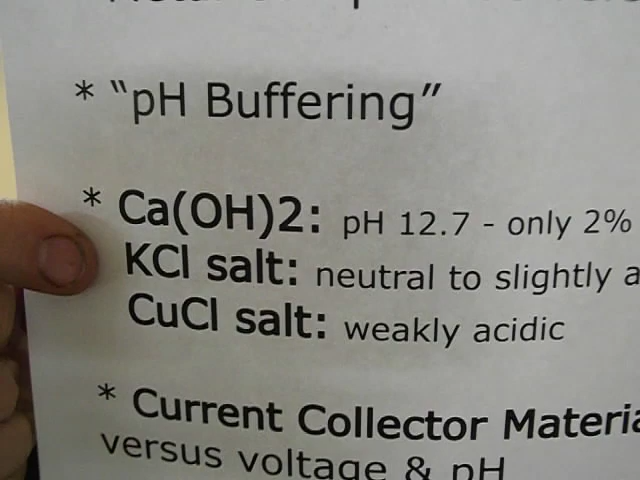 * “pH Buffering”
* Ca(OH)2: pH 12.7 - only 2%
KCl salt: neutral to slightly
CuCl salt: weakly acidic
* Current Collector
versus voltage & pH